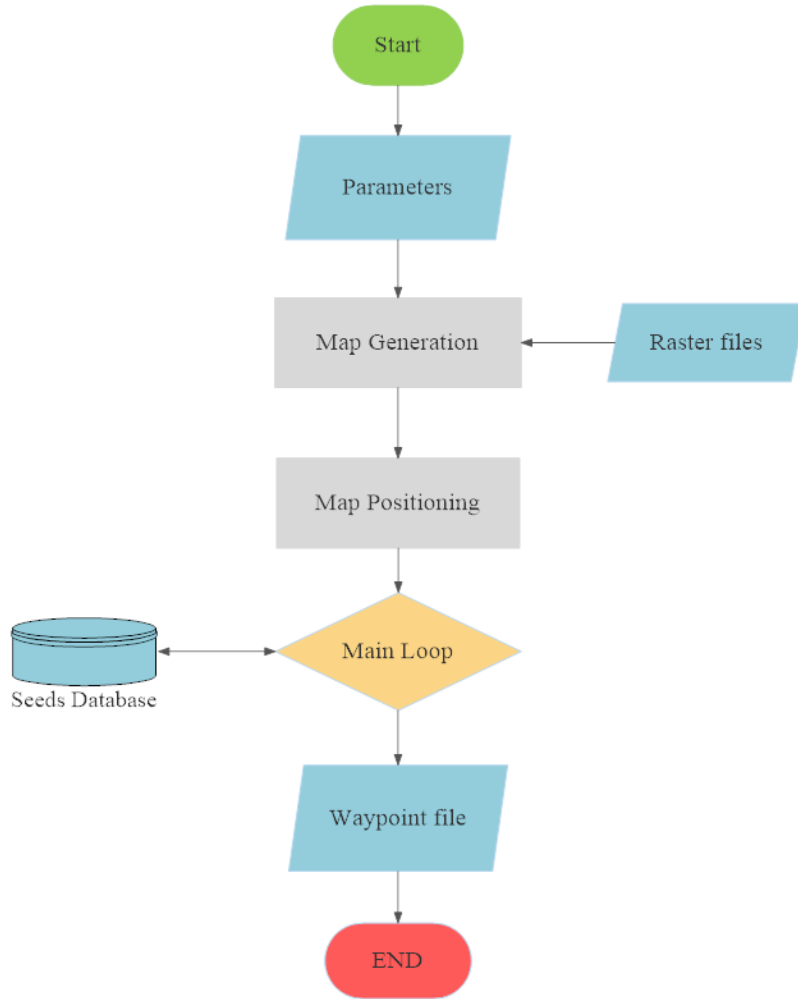 Start
Parameters
Map Generation
Raster files
Map Positioning
Main Loop
Seeds Database
Waypoint file
END